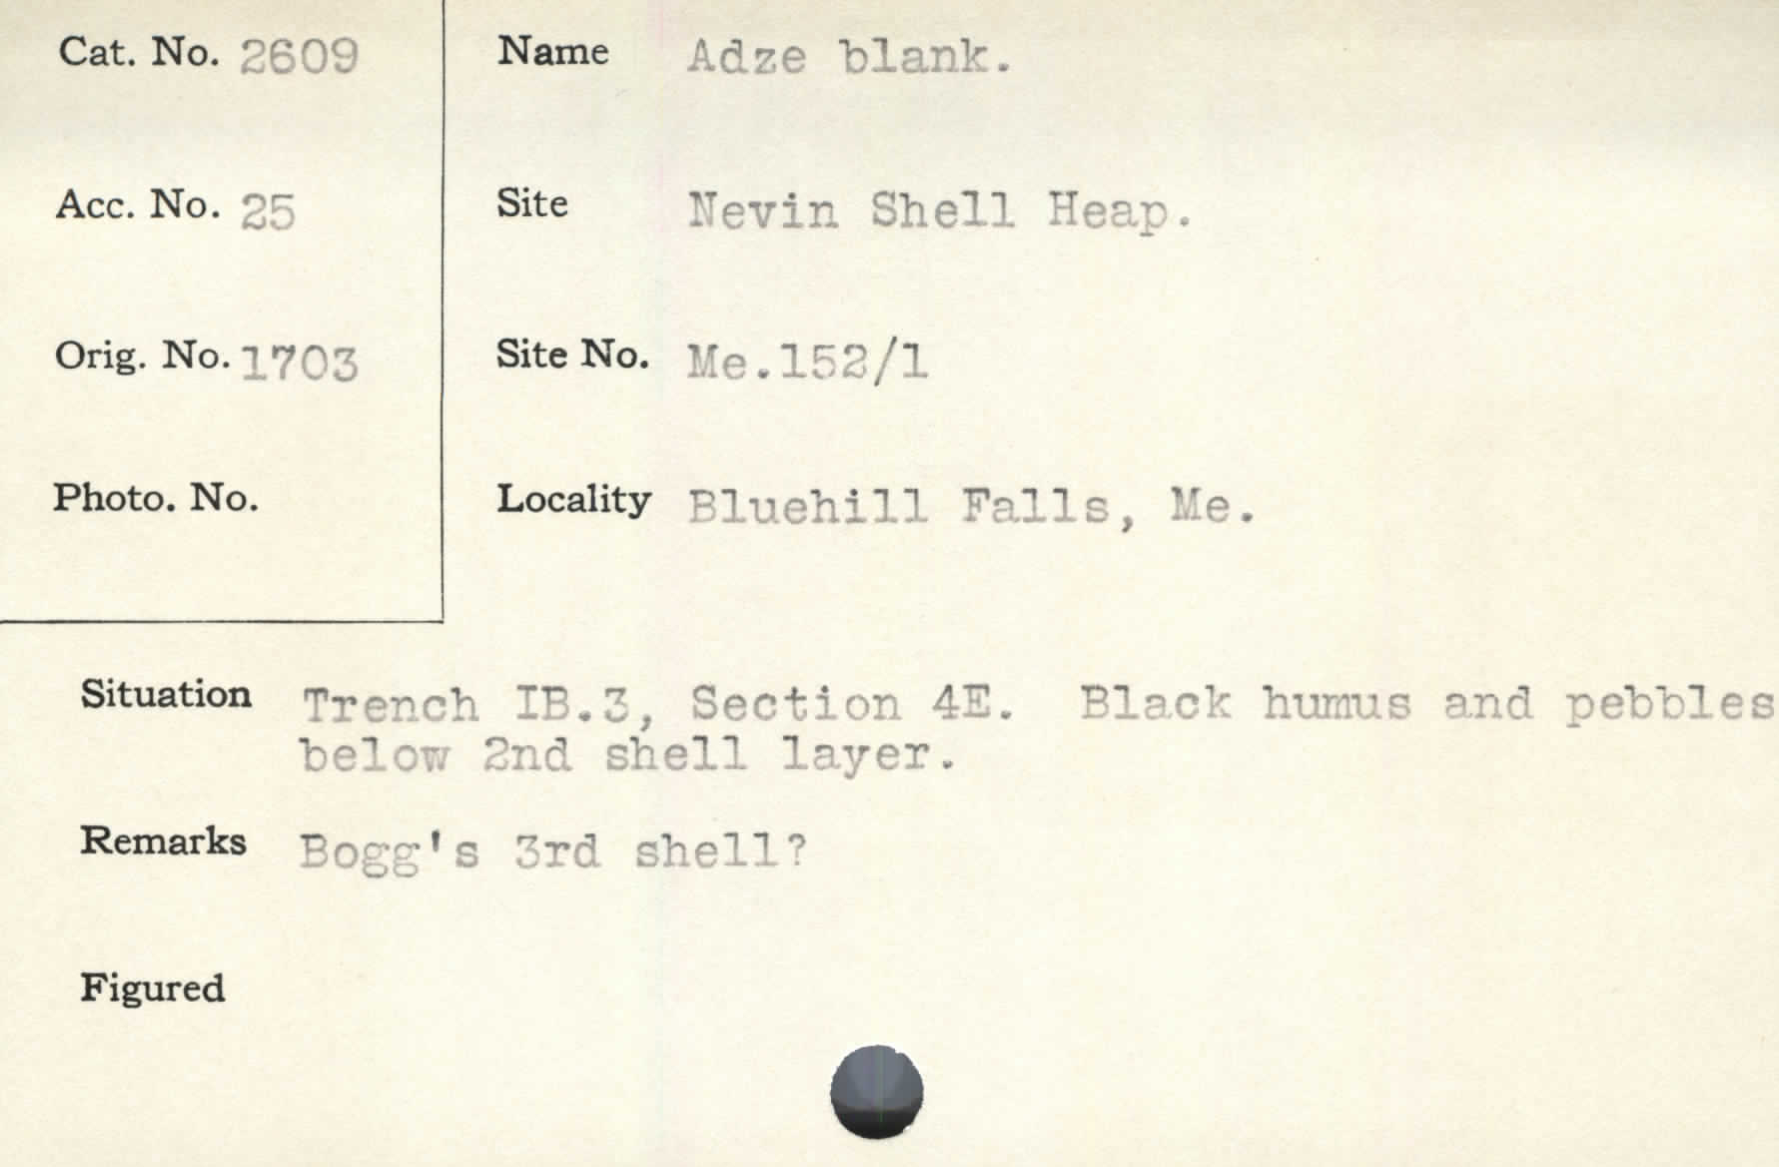 Cat. No. 2609
Acc. No. 25
Orig. No. 1703
Photo. No.
Name Adze blank.
Site Nevin Shell Heap.
Site No. Me.152/1
Locality Bluehill Falls, Me.
Situation Trench IB.3, Section 4E. Black humus and pebbles
below 2nd shell layer.
Remarks Bogg's 3rd shell?
Figured